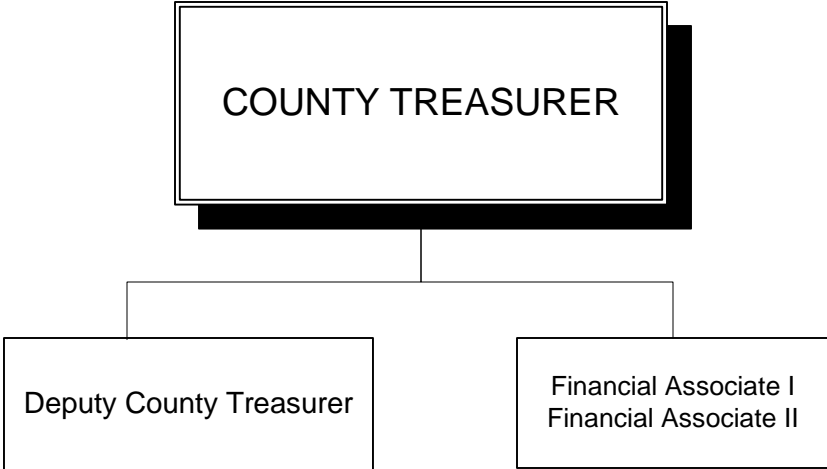 COUNTY TREASURER
Deputy County Treasurer
Financial Associate I
Financial Associate II